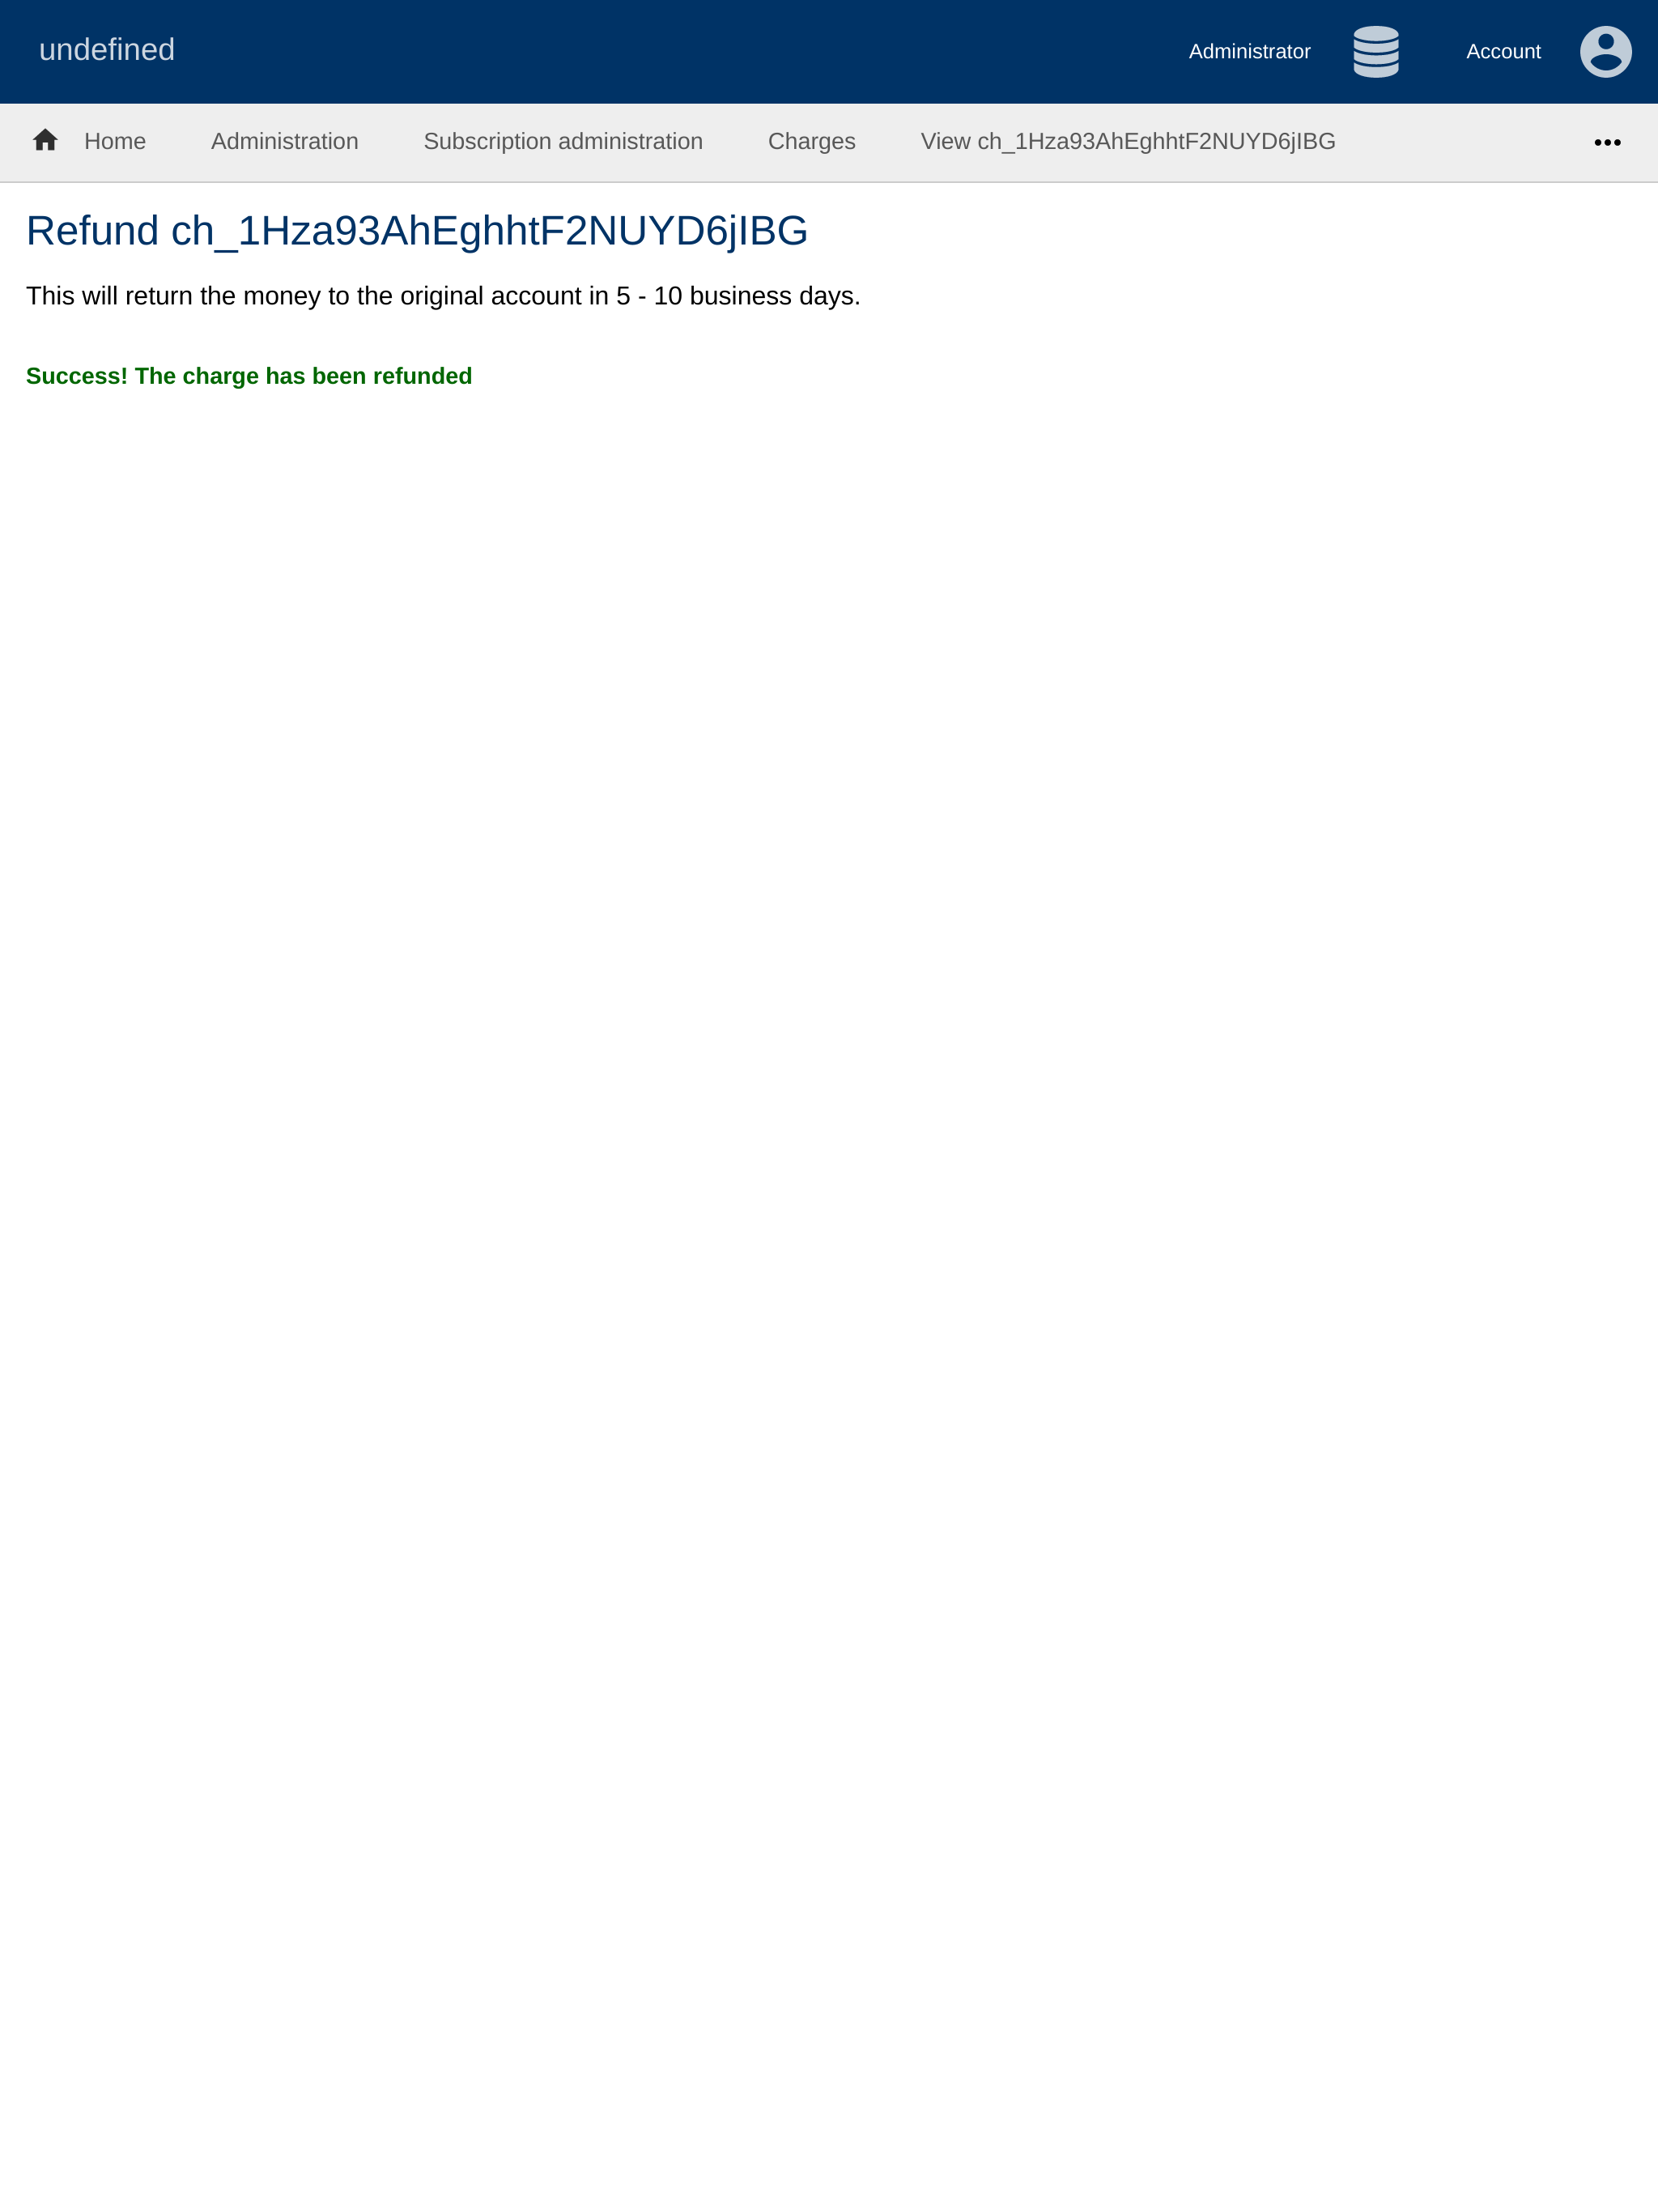 undefined
Administrator
Account
Home
Administration
Subscription administration
Charges
View ch_1Hza93AhEghhtF2NUYD6jIBG
Refund ch_1Hza93AhEghhtF2NUYD6jIBG
This will return the money to the original account in 5 - 10 business days.
Success! The charge has been refunded